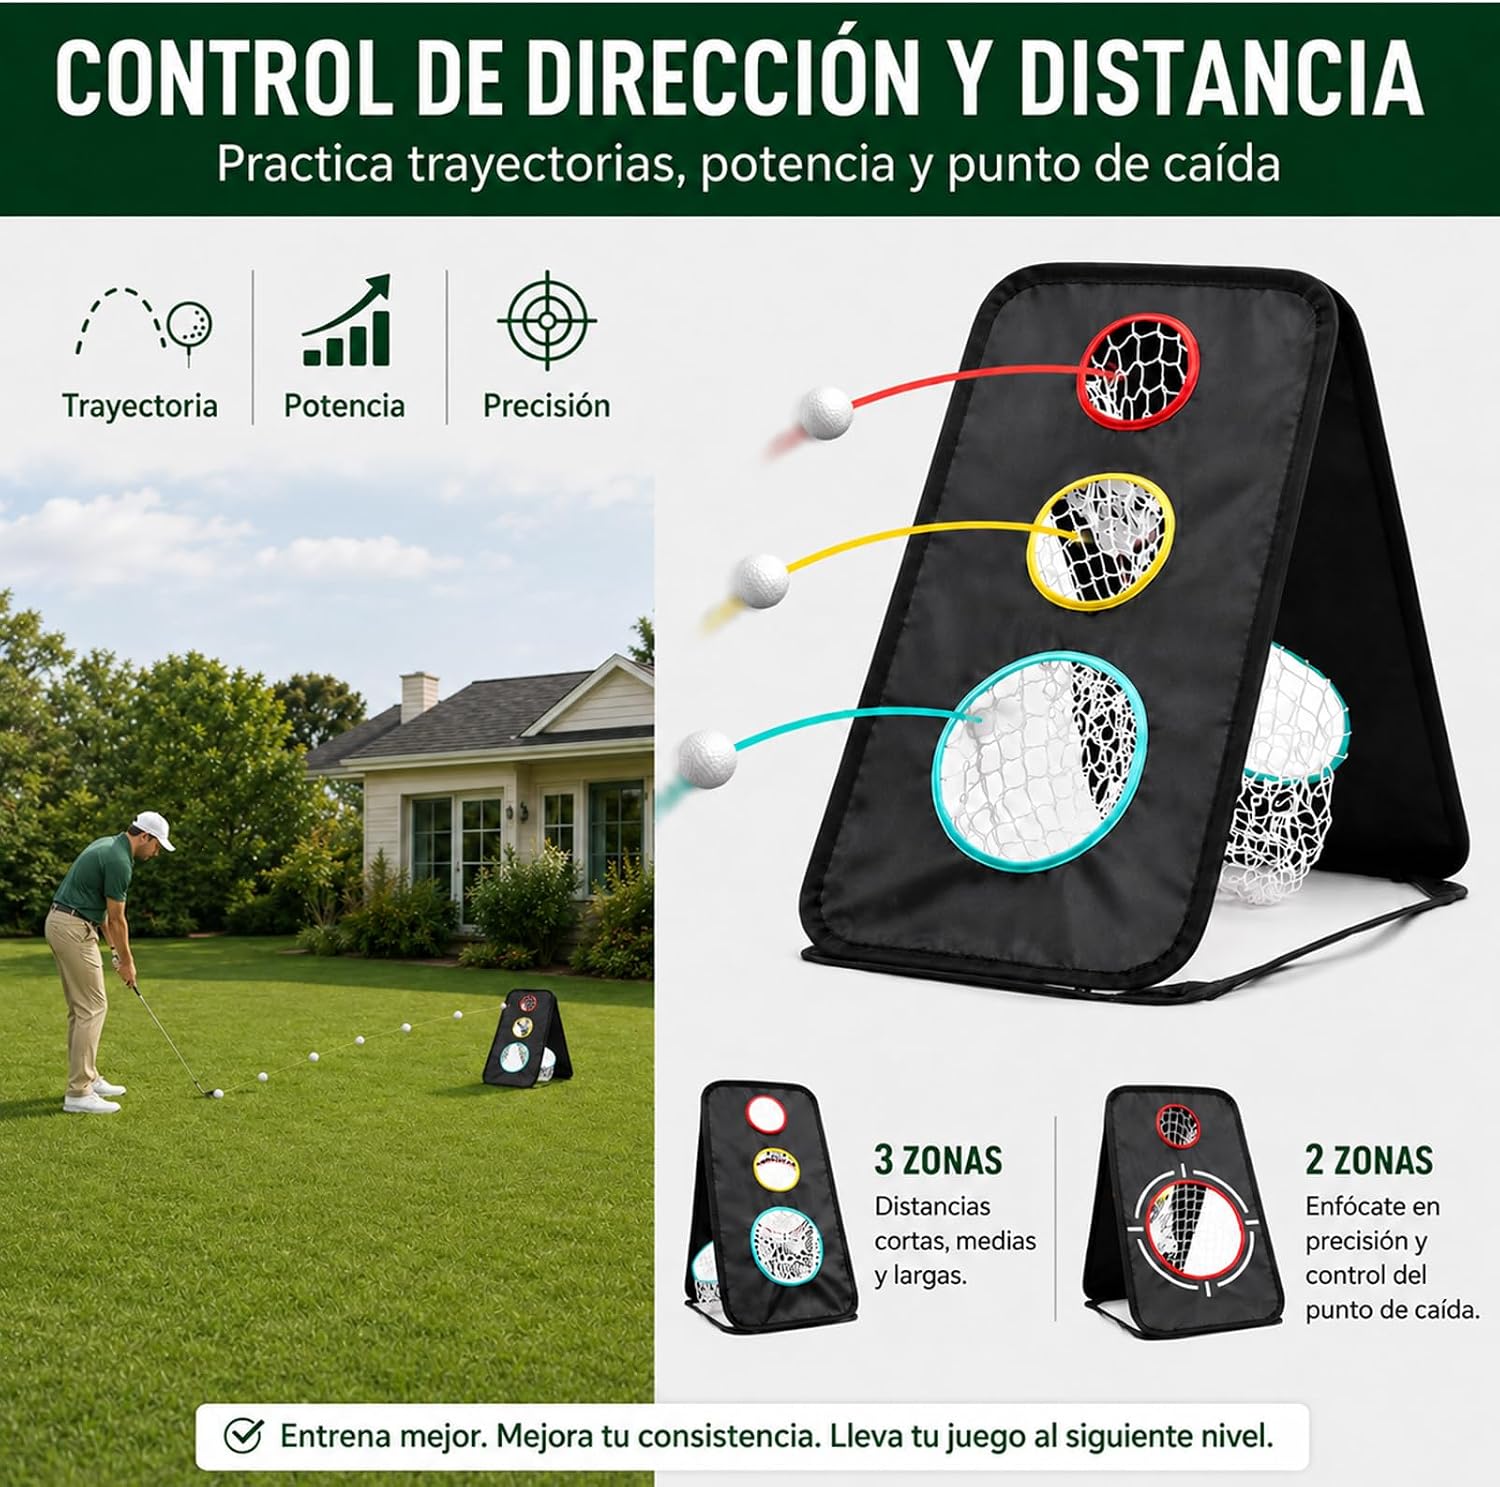 CONTROL DE DIRECCIÓN Y DISTANCIA
Practica trayectorias, potencia y punto de caída
Trayectoria
Potencia
Precisión
3 ZONAS
Distancias
cortas, medias
y largas.
2 ZONAS
Enfócate en
precisión y
control del
punto de caída.
Entrena mejor. Mejora tu consistencia. Lleva tu juego al siguiente nivel.